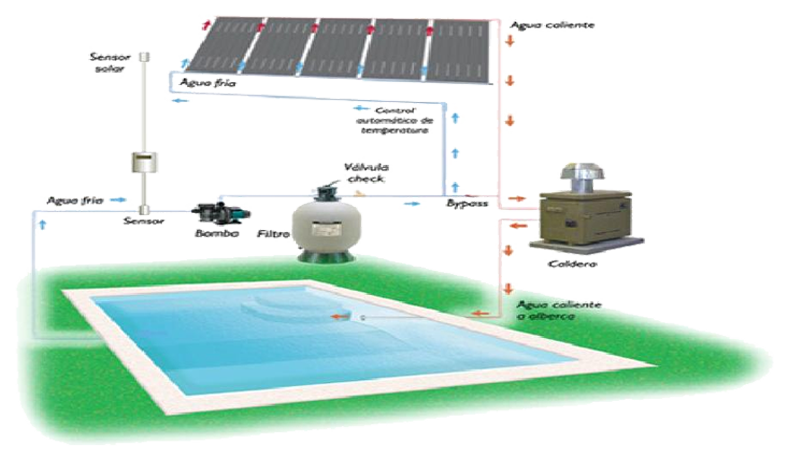 Agua caliente
Sensor
solar
Agua fría
Control
automático de
temperatura
Válvula
check
Agua fría
Sensor
Bomba
Filtro
Bypass
Caldera
Agua caliente
a alberca